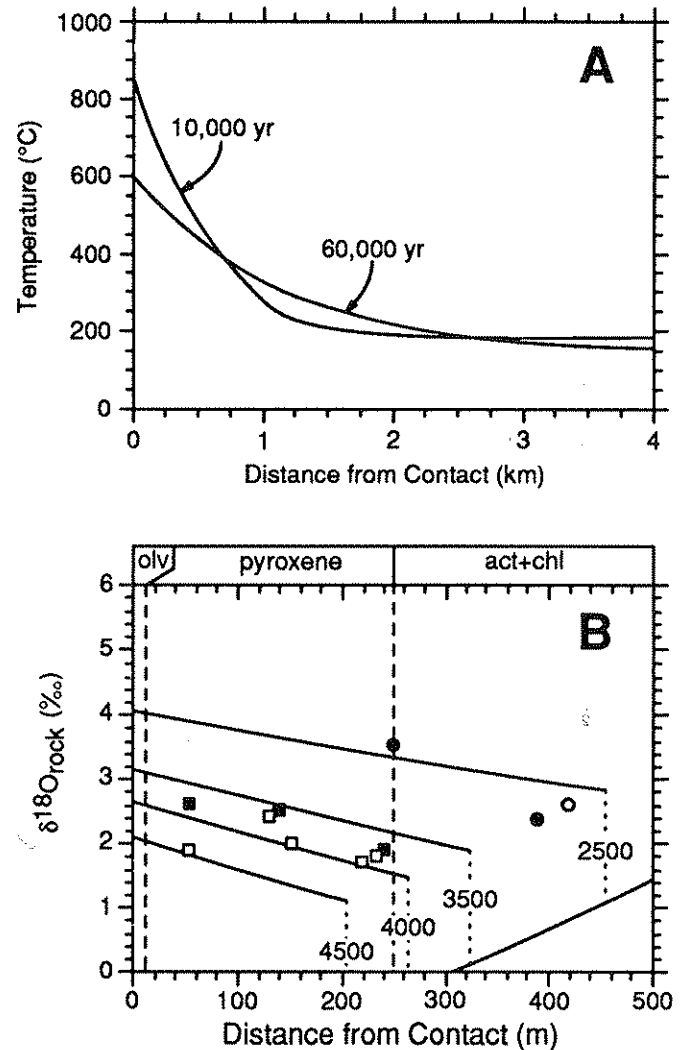 A
1000
800
600
400
200
0
Temperature (°C)
10,000 yr
60,000 yr
0 1 2 3 4
Distance from Contact (km)
olv pyroxene act+chl
B
6
5
4
3
2
1
0
δ18Orock (‰)
2500
3500
4000
4500
0 100 200 300 400 500
Distance from Contact (m)